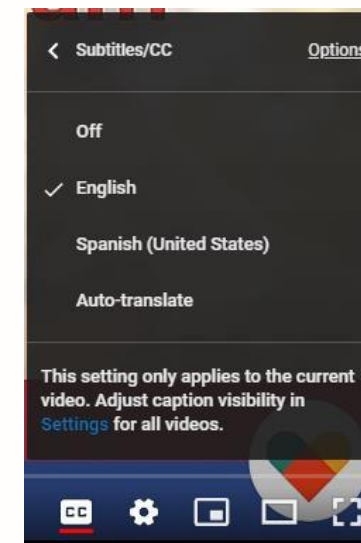 Subtitles/CC Options
Off
English
Spanish (United States)
Auto-translate
This setting only applies to the current
video. Adjust caption visibility in
Settings for all videos.
CC